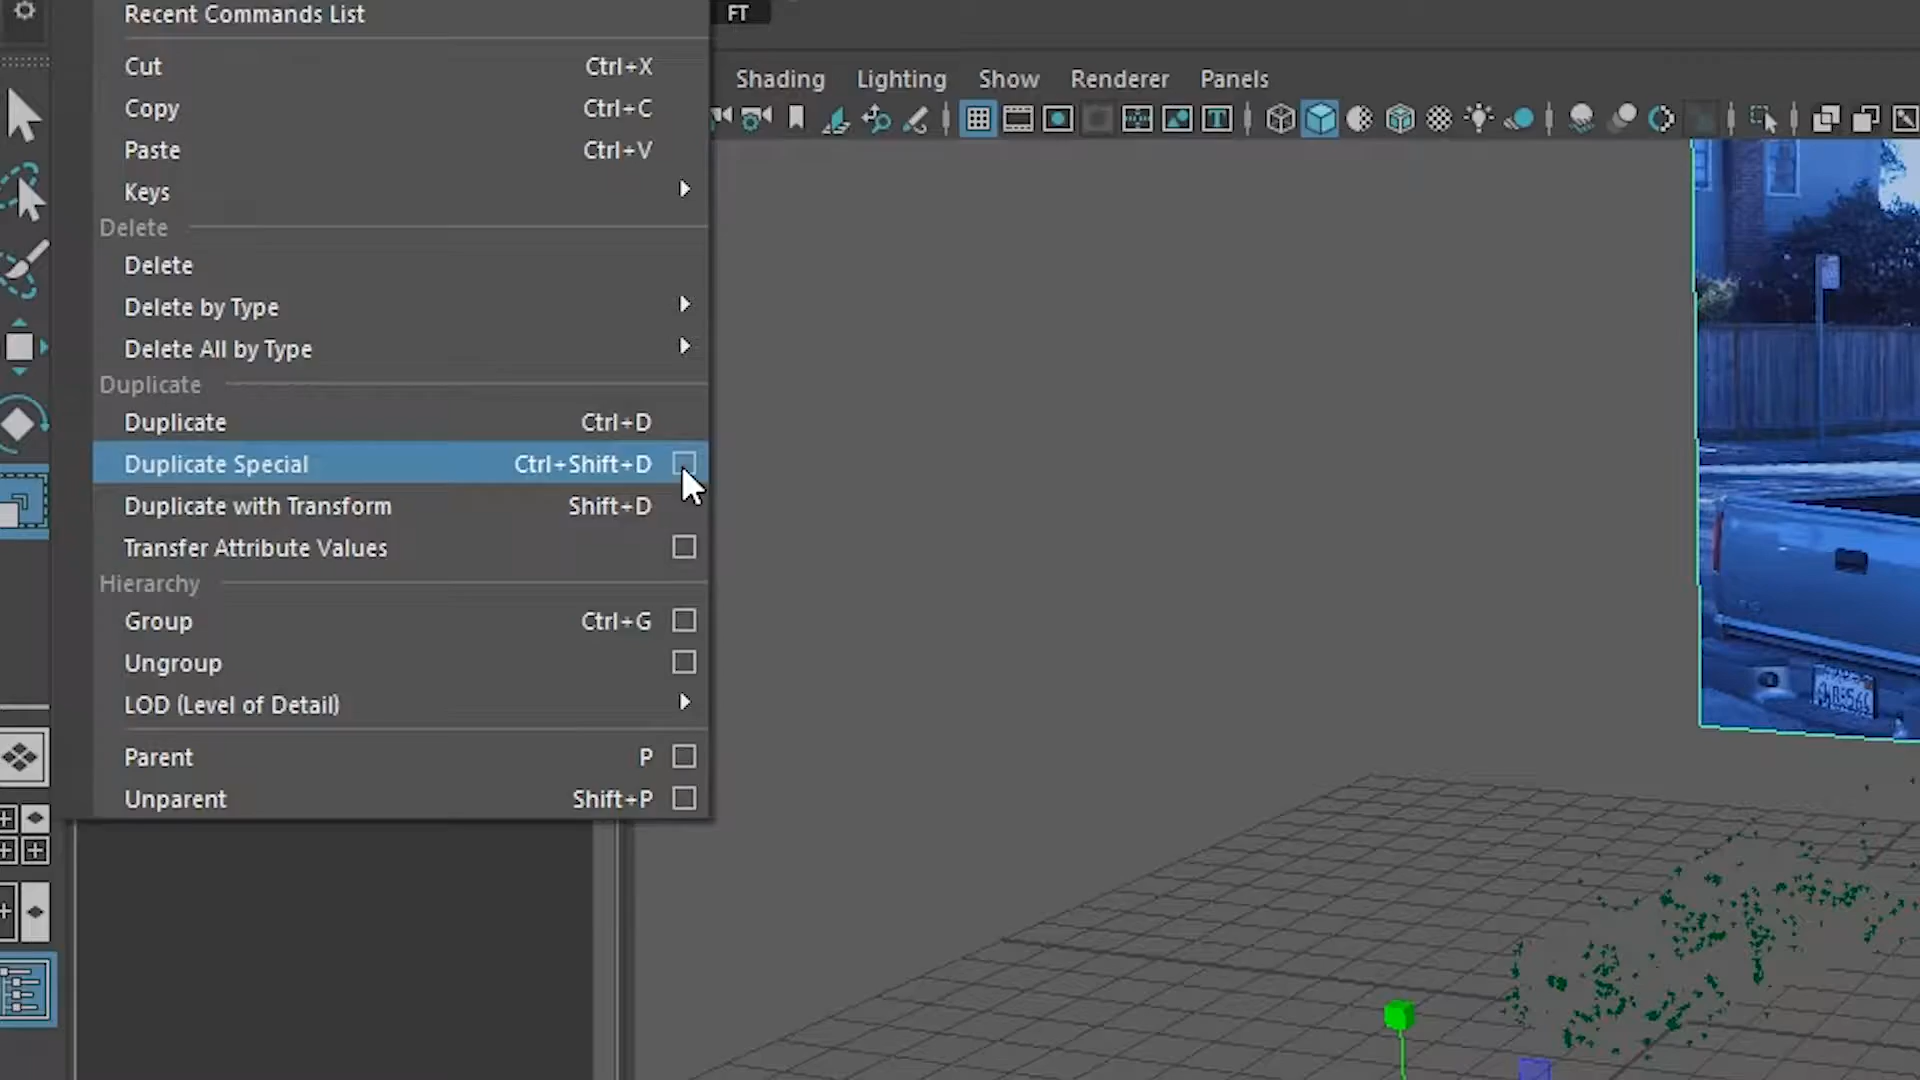 Recent Commands List
FT
Cut Ctrl+X
Copy Ctrl+C
Paste Ctrl+V
Keys
Delete
Delete
Delete by Type
Delete All by Type
Duplicate
Duplicate Ctrl+D
Duplicate Special Ctrl+Shift+D
Duplicate with Transform Shift+D
Transfer Attribute Values
Hierarchy
Group Ctrl+G
Ungroup
LOD (Level of Detail)
Parent P
Unparent Shift+P
Shading Lighting Show Renderer Panels
T